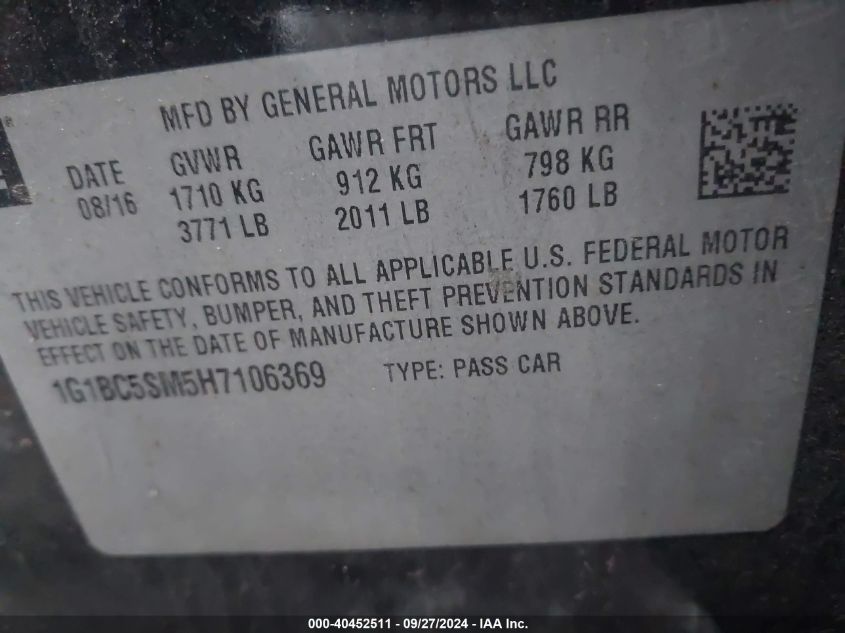 MFD BY GENERAL MOTORS LLC
DATE GVWR GAWR FRT GAWR RR
08/16 1710 KG 912 KG 798 KG
3771 LB 2011 LB 1760 LB
THIS VEHICLE CONFORMS TO ALL APPLICABLE U.S. FEDERAL MOTOR
VEHICLE SAFETY, BUMPER, AND THEFT PREVENTION STANDARDS IN
EFFECT ON THE DATE OF MANUFACTURE SHOWN ABOVE.
1G1BC5SM5H7106369 TYPE: PASS CAR
000-40452511 - 09/27/2024 - IAA Inc.